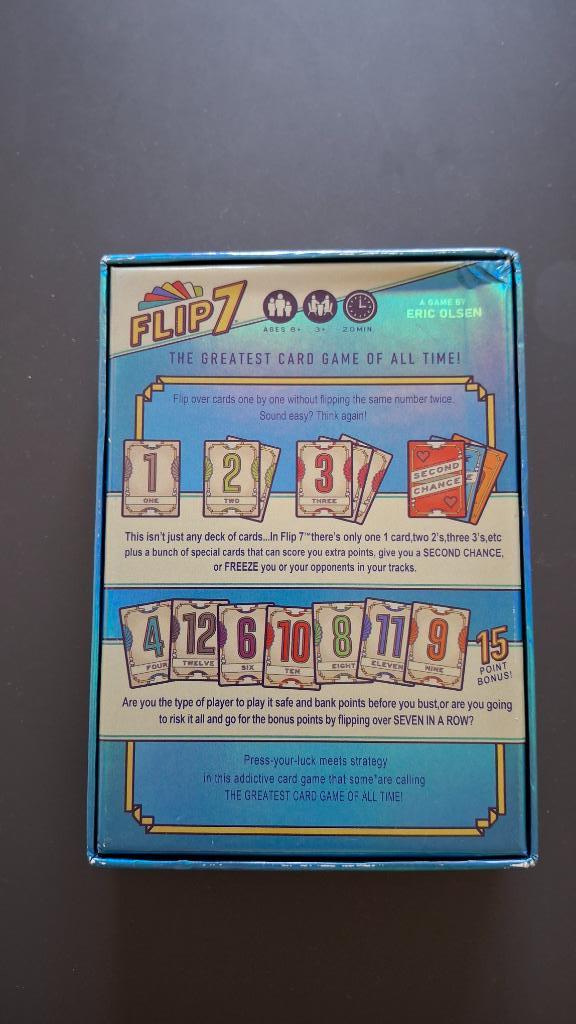 FLIP 7
AGES 8+ 3+ 20 MIN
A GAME BY
ERIC OLSEN
THE GREATEST CARD GAME OF ALL TIME!
Flip over cards one by one without flipping the same number twice.
Sound easy? Think again!
1 2 3 SECOND
CHANCE
ONE TWO THREE
This isn't just any deck of cards...In Flip 7™there's only one 1 card,two 2's,three 3's,etc
plus a bunch of special cards that can score you extra points, give you a SECOND CHANCE,
or FREEZE you or your opponents in your tracks.
4 12 6 10 8 11 9 15
FOUR TWELVE SIX TEN EIGHT ELEVEN NINE
POINT
BONUS!
Are you the type of player to play it safe and bank points before you bust,or are you going
to risk it all and go for the bonus points by flipping over SEVEN IN A ROW?
Press-your-luck meets strategy
in this addictive card game that some*are calling
THE GREATEST CARD GAME OF ALL TIME!